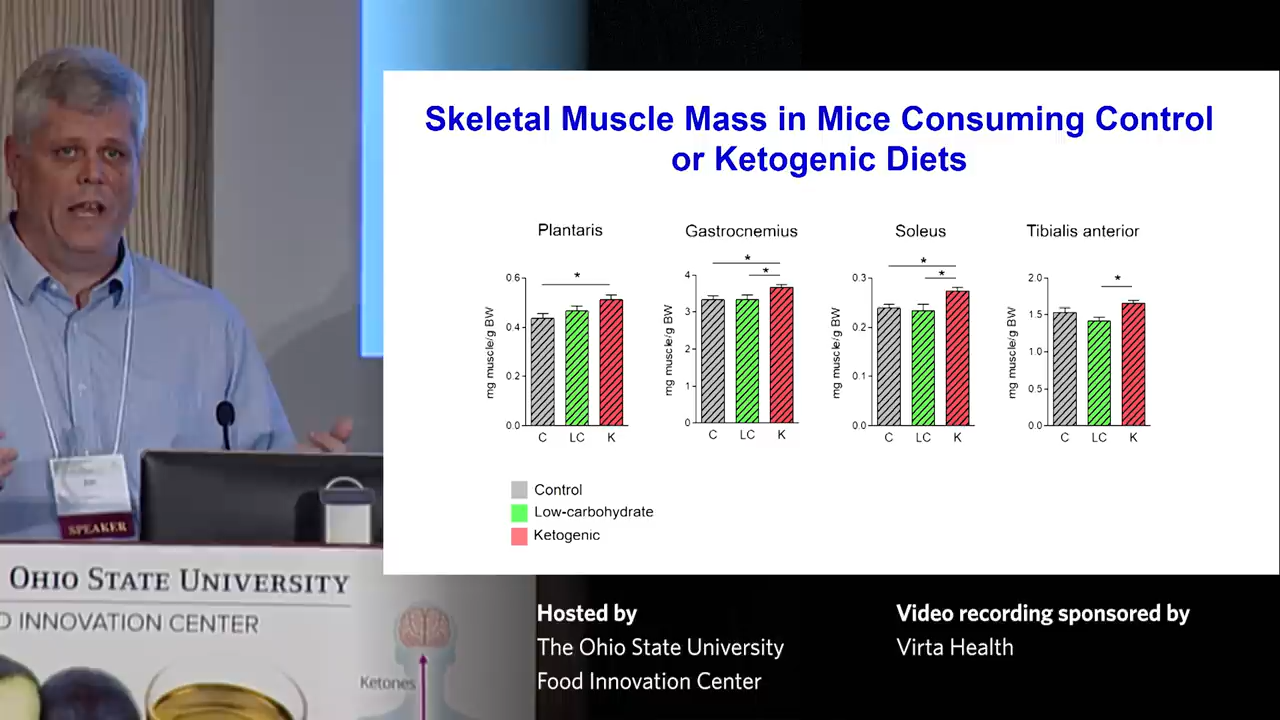 Skeletal Muscle Mass in Mice Consuming Control
or Ketogenic Diets
Plantaris
mg muscle/g BW
0.6
0.4
0.2
0.0
*
C LC K
Gastrocnemius
mg muscle/g BW
4
3
2
1
0
*
*
C LC K
Soleus
mg muscle/g BW
0.3
0.2
0.1
0.0
*
*
C LC K
Tibialis anterior
mg muscle/g BW
2.0
1.5
1.0
0.5
0.0
*
C LC K
Control
Low-carbohydrate
Ketogenic
SPEAKER
OHIO STATE UNIVERSITY
D INNOVATION CENTER
Ketones
Hosted by
The Ohio State University
Food Innovation Center
Video recording sponsored by
Virta Health